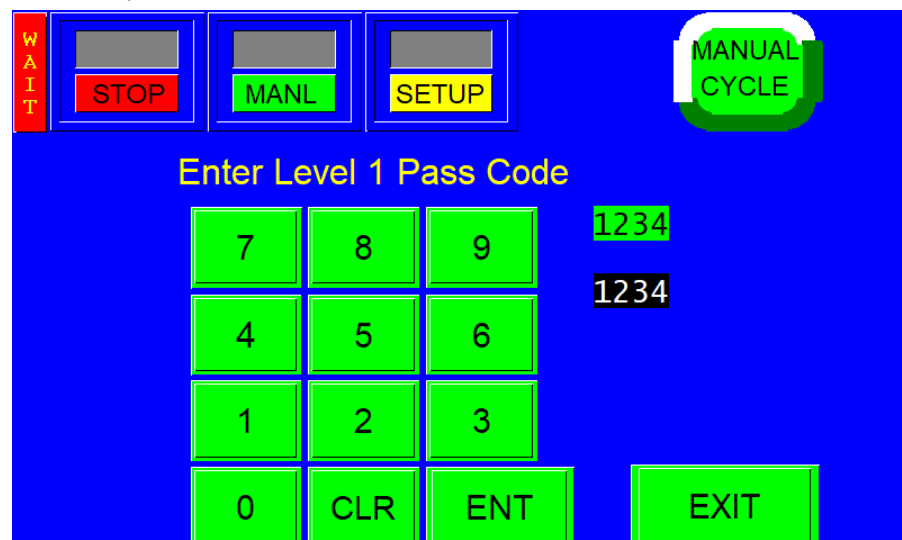 WAIT
STOP
MANL
SETUP
MANUAL
CYCLE
Enter Level 1 Pass Code
7 8 9
1234
1234
4 5 6
1 2 3
0 CLR ENT
EXIT